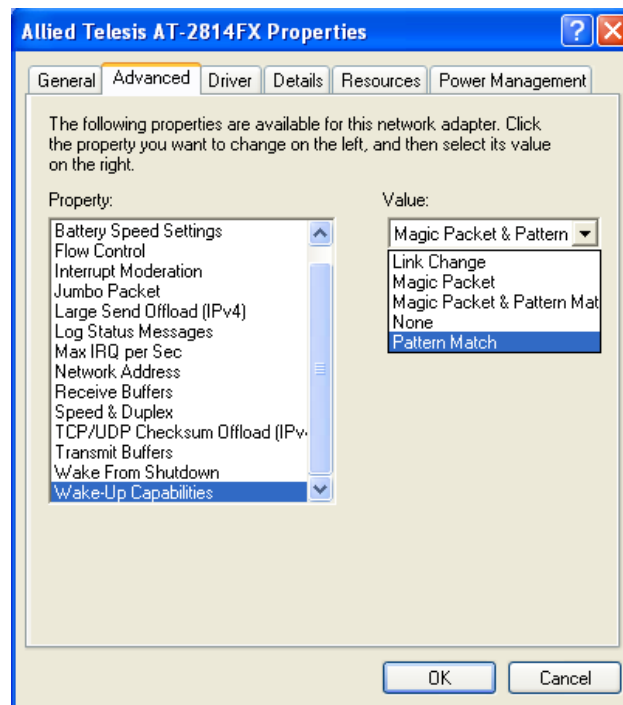 Allied Telesis AT-2814FX Properties
General Advanced Driver Details Resources Power Management
The following properties are available for this network adapter. Click
the property you want to change on the left, and then select its value
on the right.
Property:
Battery Speed Settings
Flow Control
Interrupt Moderation
Jumbo Packet
Large Send Offload (IPv4)
Log Status Messages
Max IRQ per Sec
Network Address
Receive Buffers
Speed & Duplex
TCP/UDP Checksum Offload (IPv
Transmit Buffers
Wake From Shutdown
Wake-Up Capabilities
Value:
Magic Packet & Pattern
Link Change
Magic Packet
Magic Packet & Pattern Mat
None
Pattern Match
OK
Cancel